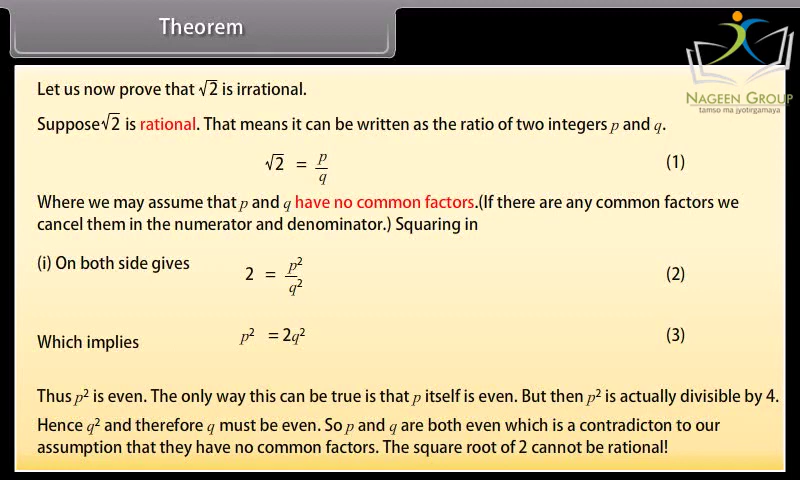 Theorem
NAGEEN GROUP
tamso ma jyotirgamaya
Let us now prove that √2 is irrational.
Suppose √2 is rational. That means it can be written as the ratio of two integers p and q.
√2 = p/q (1)
Where we may assume that p and q have no common factors.(If there are any common factors we
cancel them in the numerator and denominator.) Squaring in
(i) On both side gives 2 = p²/q² (2)
Which implies p² = 2q² (3)
Thus p² is even. The only way this can be true is that p itself is even. But then p² is actually divisible by 4.
Hence q² and therefore q must be even. So p and q are both even which is a contradicton to our
assumption that they have no common factors. The square root of 2 cannot be rational!